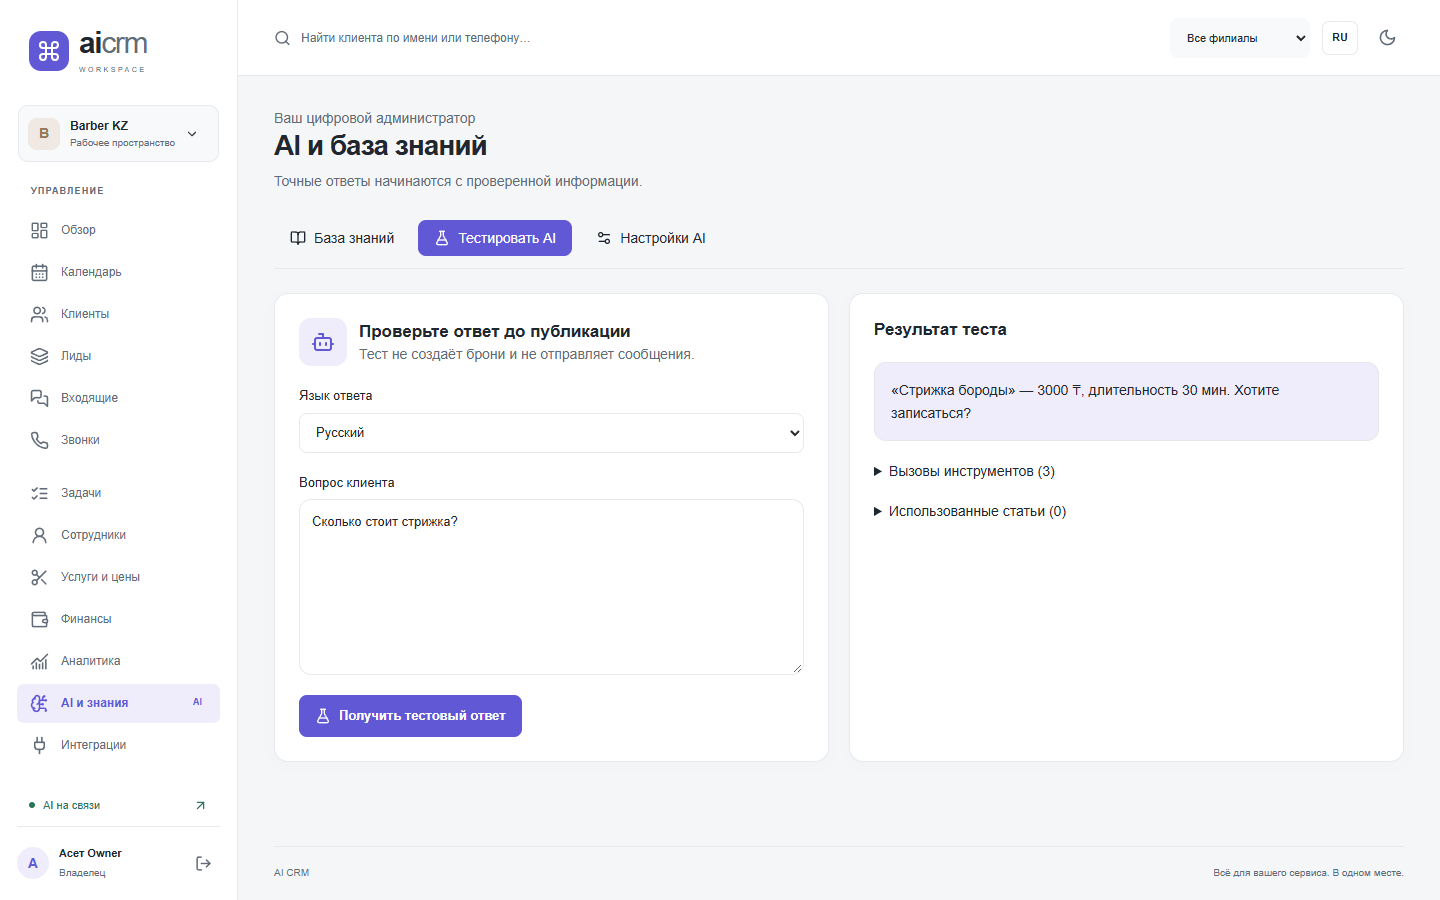 aicrm
WORKSPACE
B
Barber KZ
Рабочее пространство
УПРАВЛЕНИЕ
Обзор
Календарь
Клиенты
Лиды
Входящие
Звонки
Задачи
Сотрудники
Услуги и цены
Финансы
Аналитика
AI и знания
AI
Интеграции
AI на связи
A
Асет Owner
Владелец
Найти клиента по имени или телефону...
Все филиалы
RU
Ваш цифровой администратор
AI и база знаний
Точные ответы начинаются с проверенной информации.
База знаний
Тестировать AI
Настройки AI
Проверьте ответ до публикации
Тест не создаёт брони и не отправляет сообщения.
Язык ответа
Русский
Вопрос клиента
Сколько стоит стрижка?
Получить тестовый ответ
Результат теста
«Стрижка бороды» — 3000 ₸, длительность 30 мин. Хотите
записаться?
Вызовы инструментов (3)
Использованные статьи (0)
AI CRM
Всё для вашего сервиса. В одном месте.